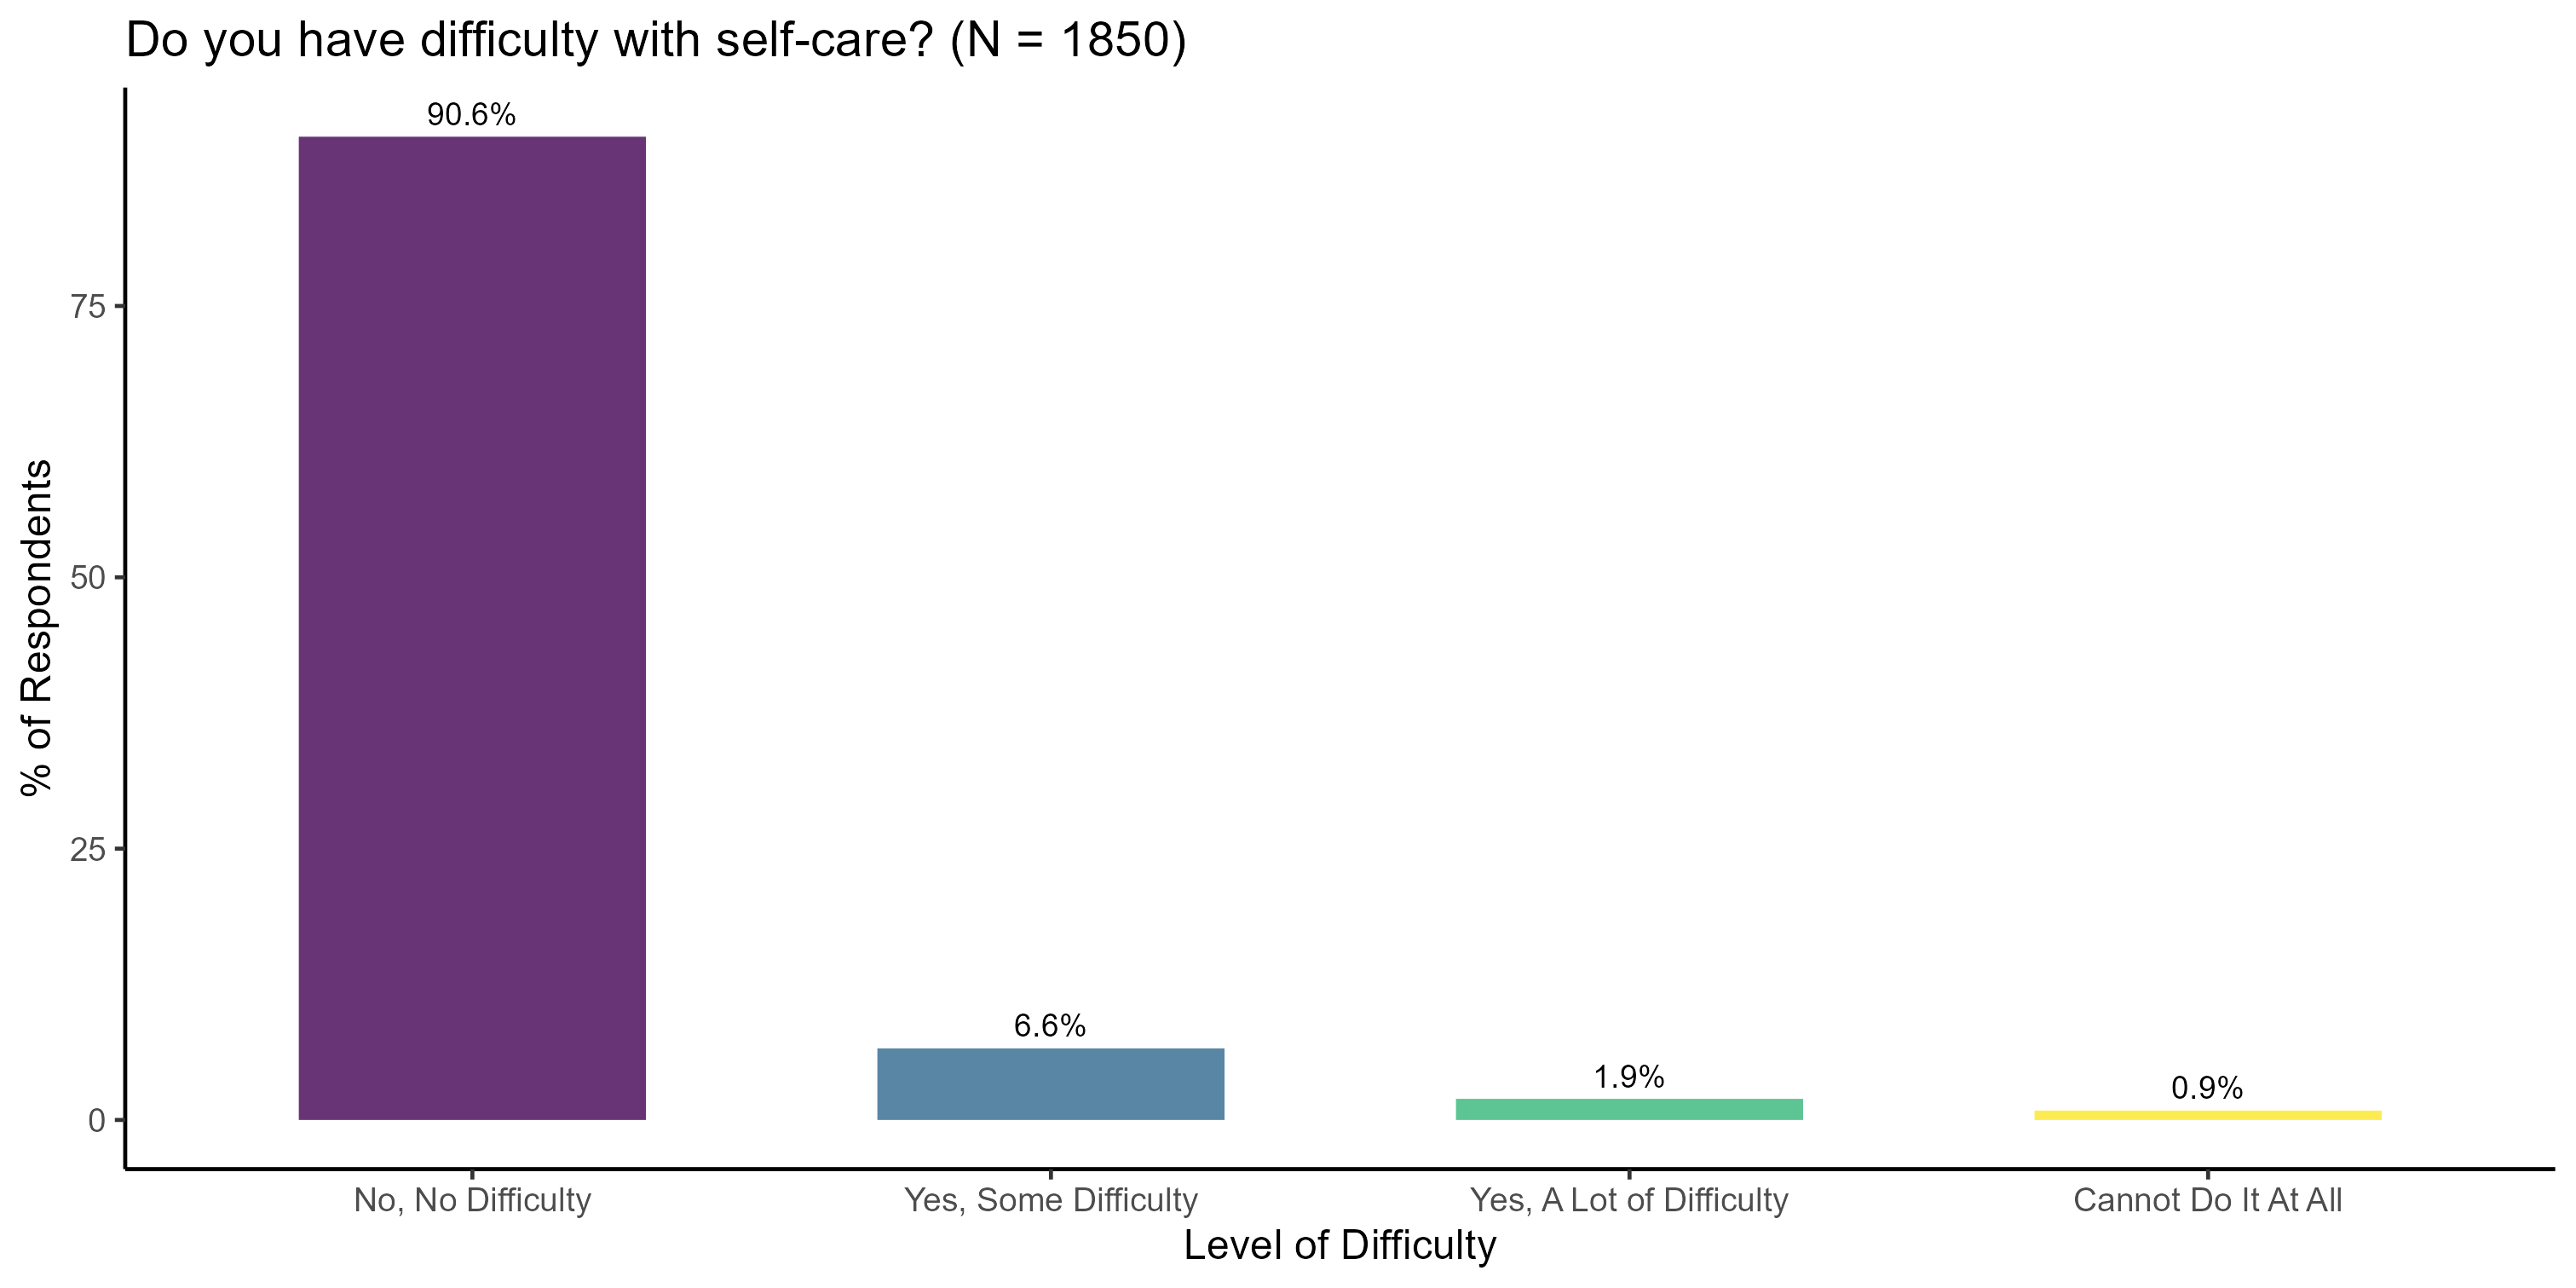 Do you have difficulty with self-care? (N = 1850)
90.6%
6.6%
1.9%
0.9%
% of Respondents
75
50
25
0
No, No Difficulty
Yes, Some Difficulty
Yes, A Lot of Difficulty
Cannot Do It At All
Level of Difficulty